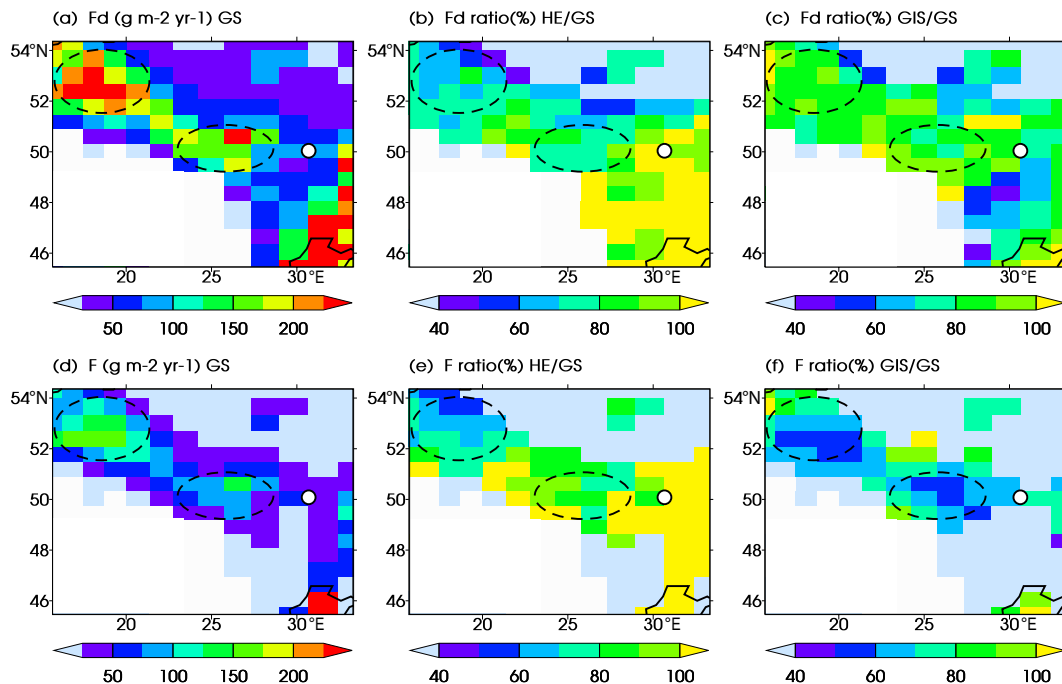 (a) Fd (g m-2 yr-1) GS
(b) Fd ratio(%) HE/GS
(c) Fd ratio(%) GIS/GS
54°N
52
50
48
46
20 25 30°E
50 100 150 200
54°N
52
50
48
46
20 25 30°E
40 60 80 100
54°N
52
50
48
46
20 25 30°E
40 60 80 100
(d) F (g m-2 yr-1) GS
(e) F ratio(%) HE/GS
(f) F ratio(%) GIS/GS
54°N
52
50
48
46
20 25 30°E
50 100 150 200
54°N
52
50
48
46
20 25 30°E
40 60 80 100
54°N
52
50
48
46
20 25 30°E
40 60 80 100